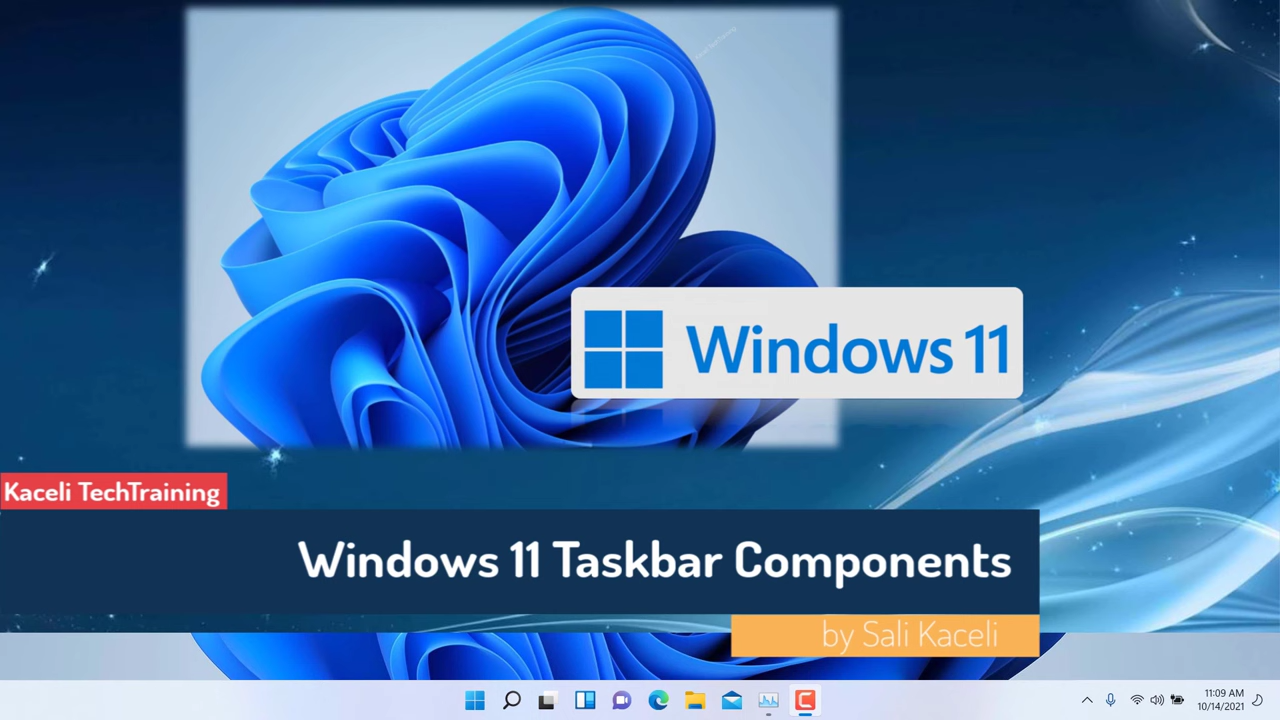 Windows 11
Kaceli TechTraining
Windows 11 Taskbar Components
by Sali Kaceli
11:09 AM
10/14/2021